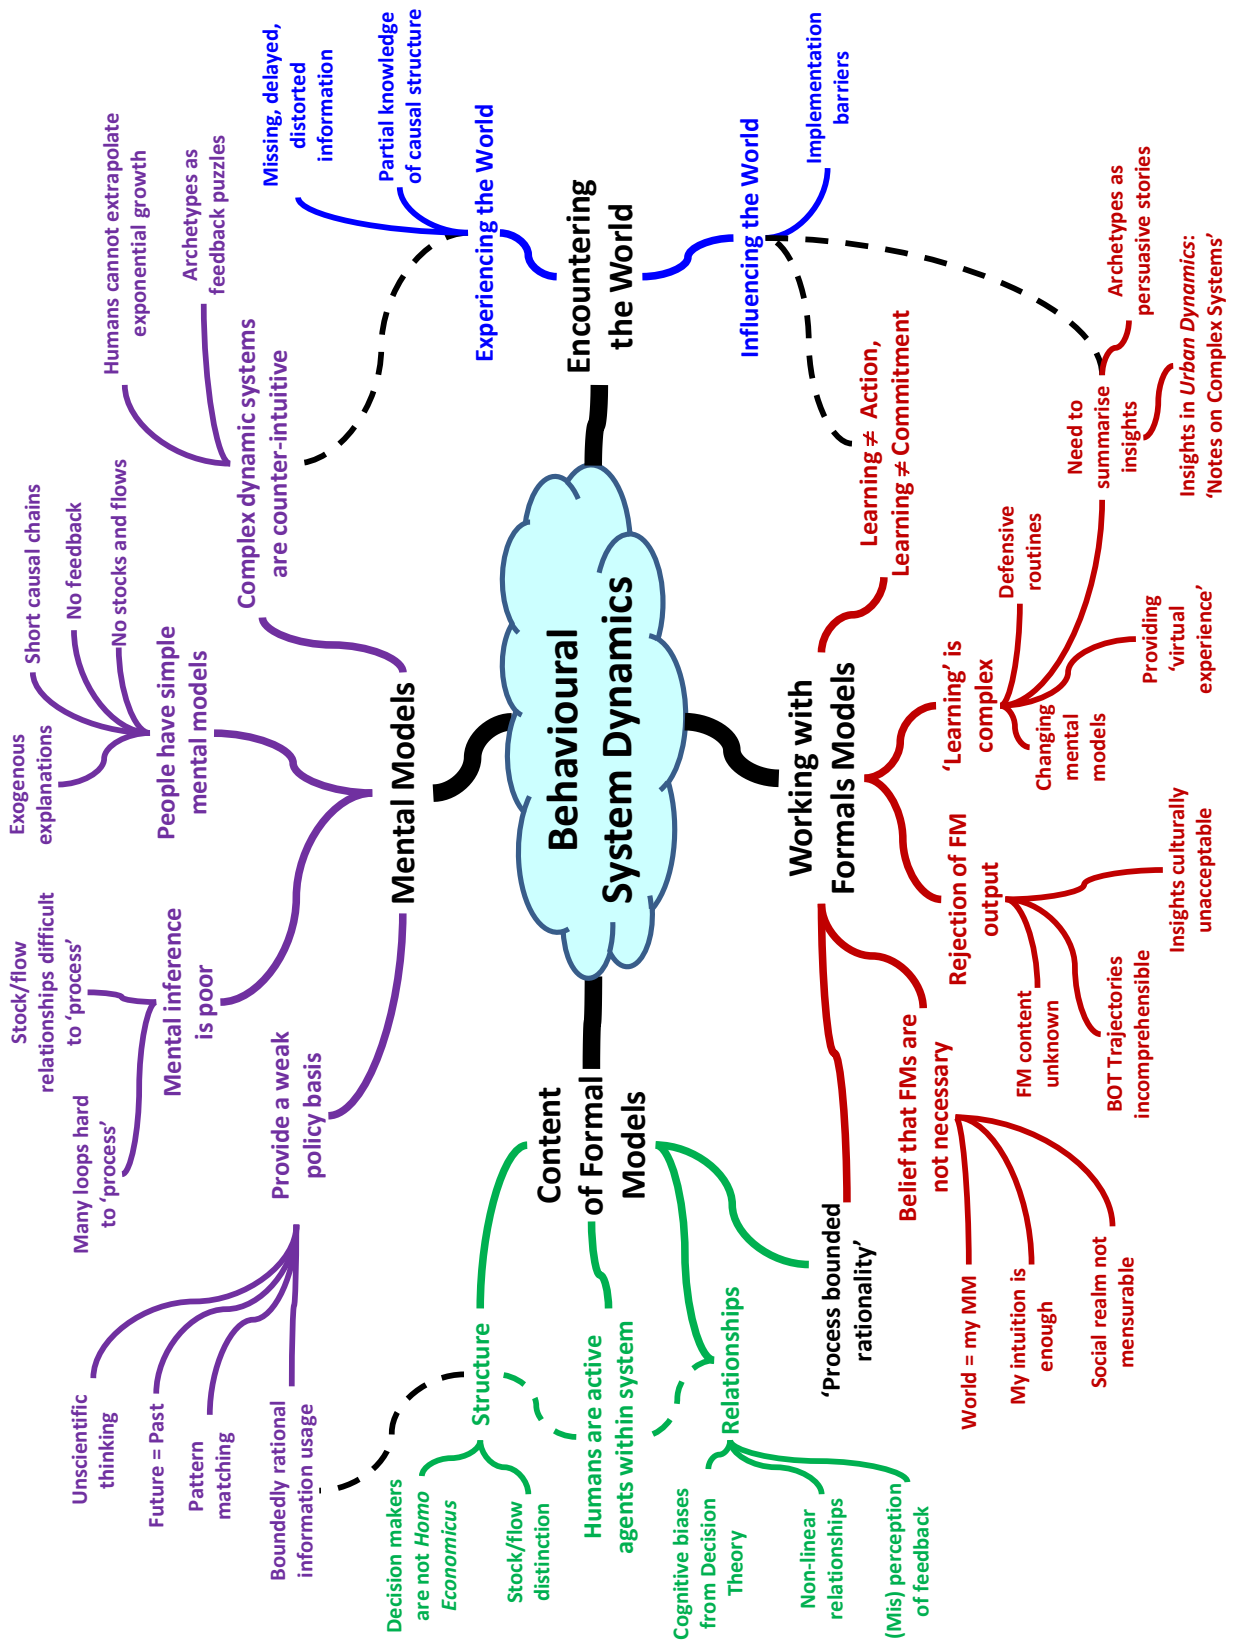 Behavioural
System Dynamics
Mental Models
Provide a weak
policy basis
Unscientific
thinking
Future = Past
Pattern
matching
Boundedly rational
information usage
Mental inference
is poor
Many loops hard
to ‘process’
Stock/flow
relationships difficult
to ‘process’
People have simple
mental models
Exogenous
explanations
Short causal chains
No feedback
No stocks and flows
Complex dynamic systems
are counter-intuitive
Humans cannot extrapolate
exponential growth
Archetypes as
feedback puzzles
Encountering
the World
Experiencing the World
Missing, delayed,
distorted
information
Partial knowledge
of causal structure
Influencing the World
Implementation
barriers
Content
of Formal
Models
Structure
Decision makers
are not Homo
Economicus
Stock/flow
distinction
Humans are active
agents within system
Relationships
Cognitive biases
from Decision
Theory
Non-linear
relationships
(Mis) perception
of feedback
‘Process bounded
rationality’
Working with
Formals Models
Belief that FMs are
not necessary
World = my MM
My intuition is
enough
Social realm not
mensurable
Rejection of FM
output
FM content
unknown
BOT Trajectories
incomprehensible
Insights culturally
unacceptable
‘Learning’ is
complex
Changing
mental
models
Defensive
routines
Providing
‘virtual
experience’
Need to
summarise
insights
Archetypes as
persuasive stories
Insights in Urban Dynamics:
‘Notes on Complex Systems’
Learning ≠ Action,
Learning ≠ Commitment